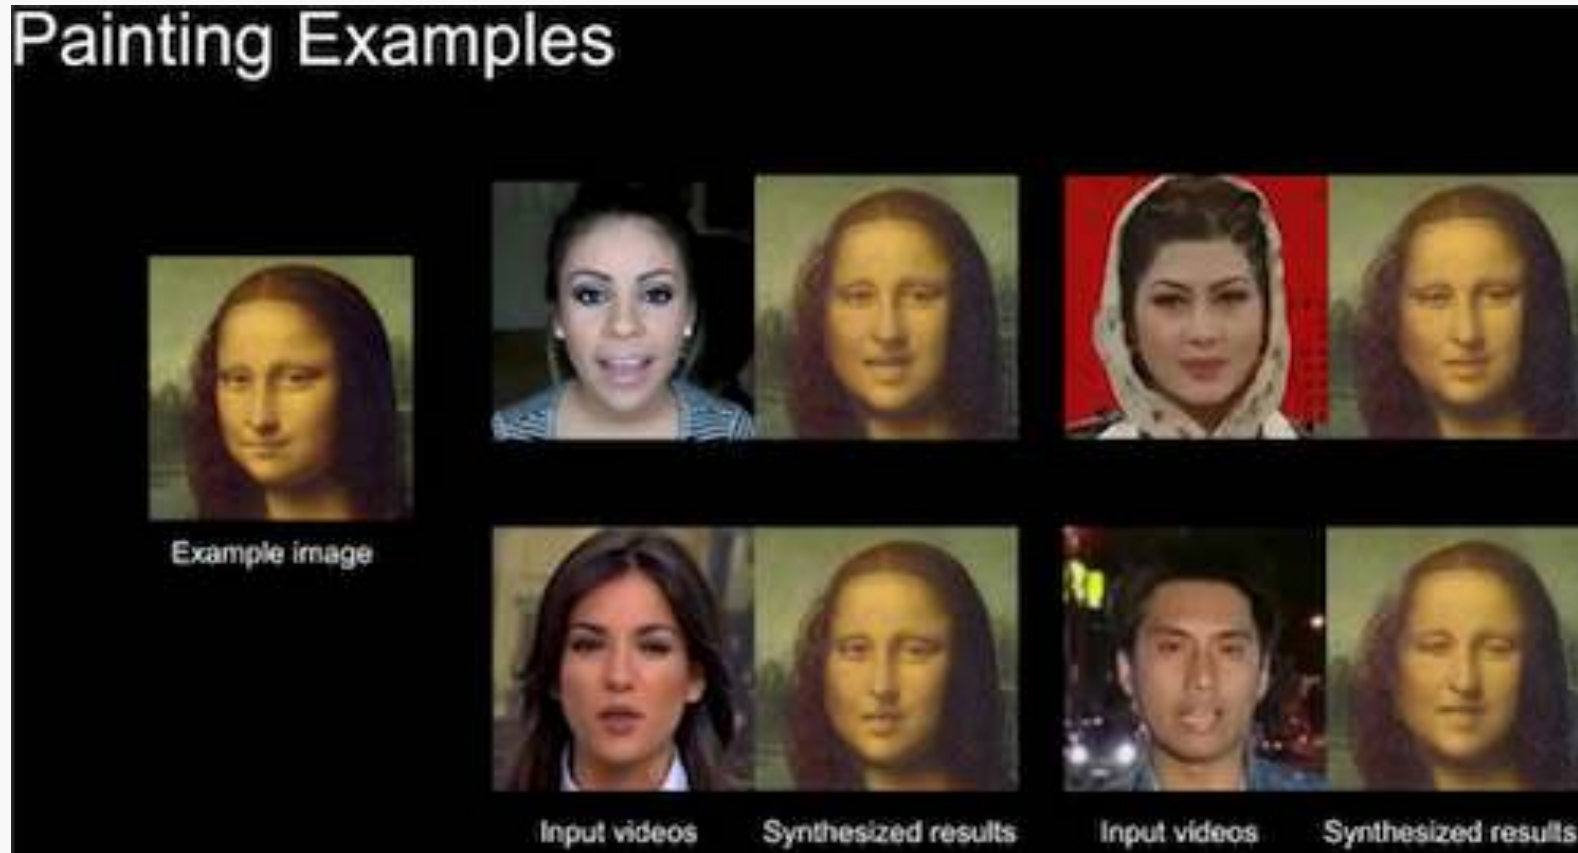 Painting Examples
Example image
Input videos
Synthesized results
Input videos
Synthesized results